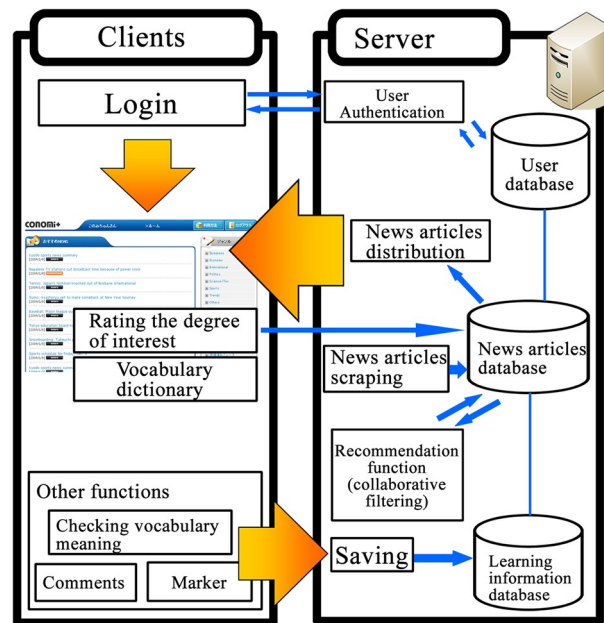 Clients
Server
Login
User
Authentication
User
database
conomi+
News articles
distribution
Rating the degree
of interest
Vocabulary
dictionary
News articles
scraping
News articles
database
Recommendation
function
(collaborative
filtering)
Other functions
Checking vocabulary
meaning
Comments
Marker
Saving
Learning
information
database